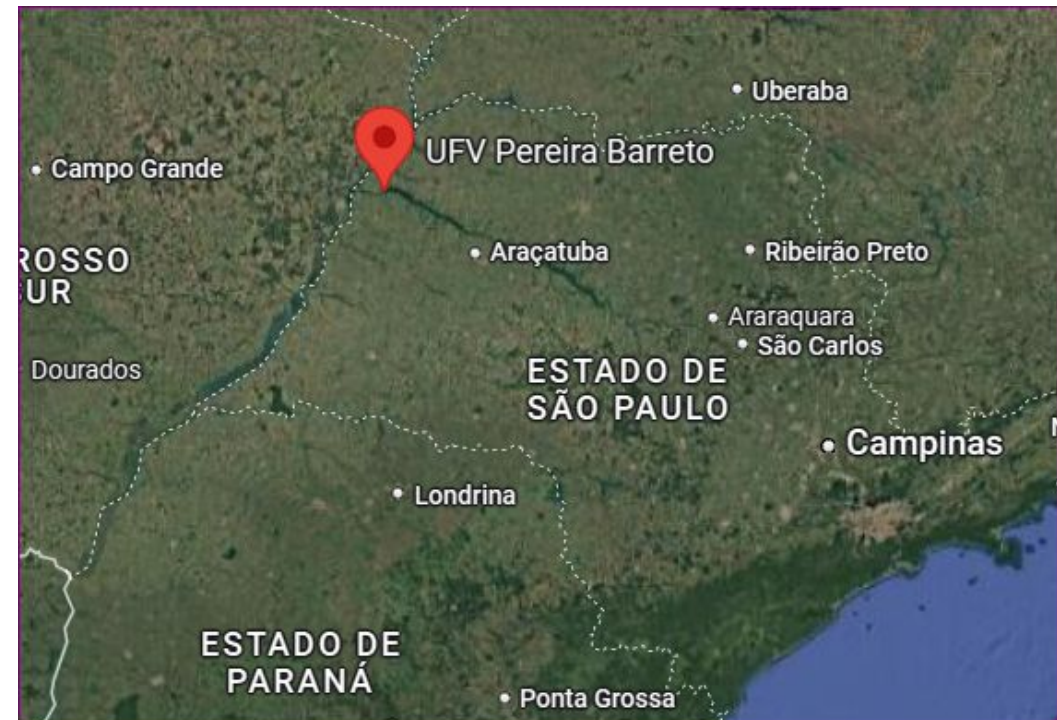 Uberaba
UFV Pereira Barreto
Campo Grande
Araçatuba
Ribeirão Preto
ROSSO
UR
Araraquara
São Carlos
Dourados
ESTADO DE
SÃO PAULO
Campinas
Londrina
ESTADO DE
PARANÁ
Ponta Grossa